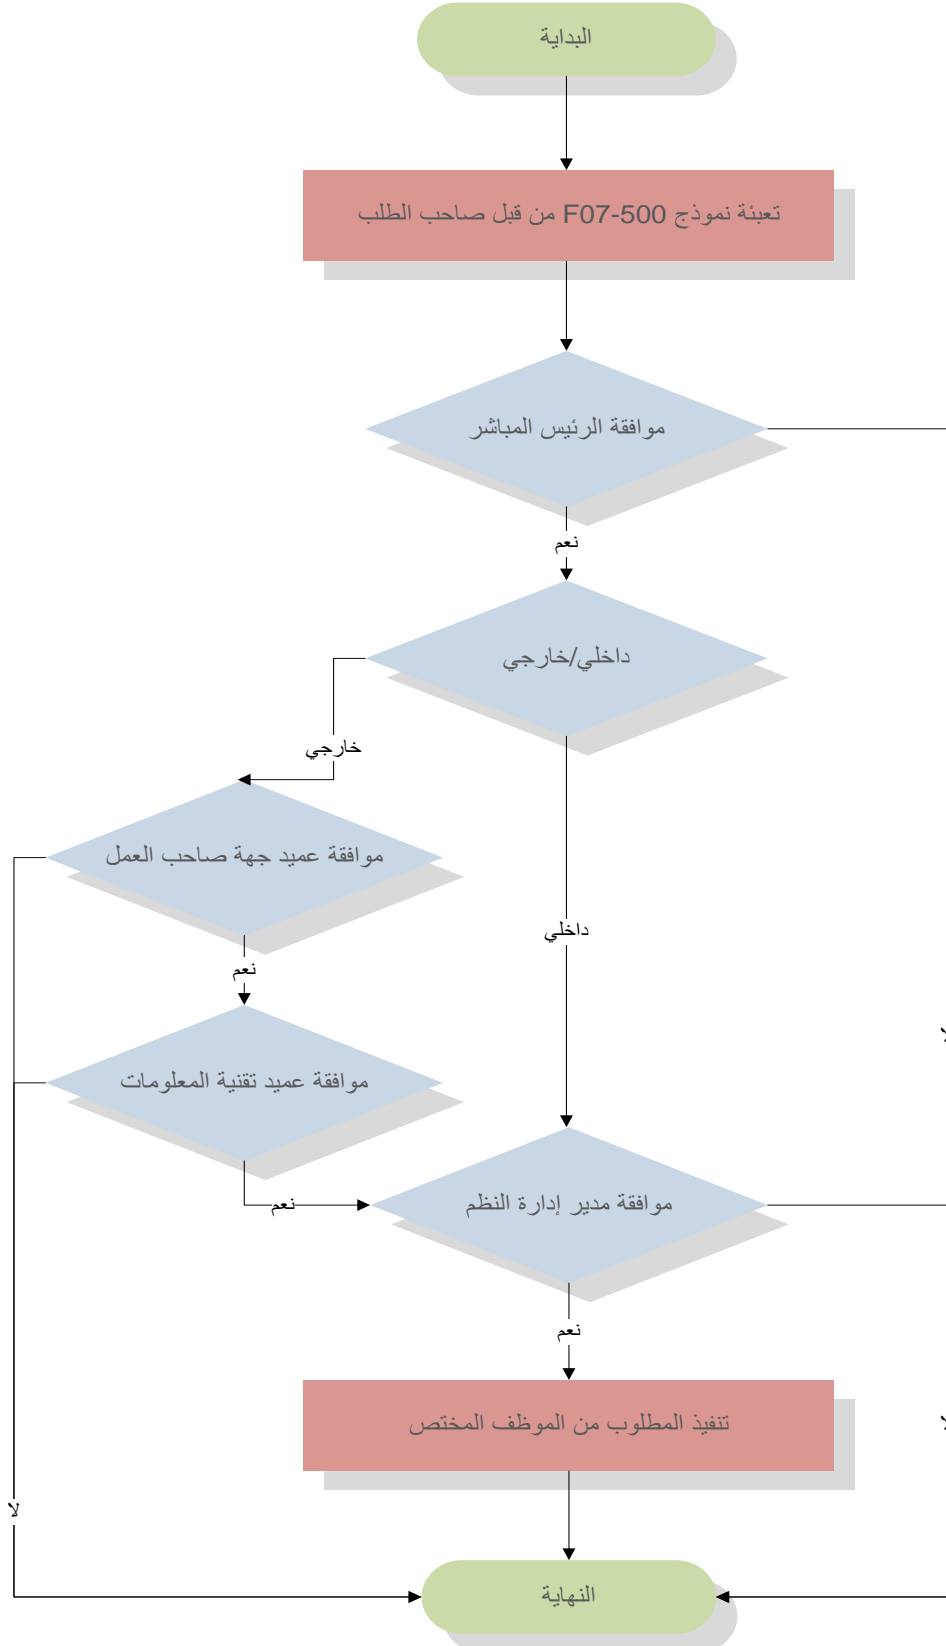 البداية
تعبئة نموذج F07-500 من قبل صاحب الطلب
موافقة الرئيس المباشر
نعم
داخلي/خارجي
خارجي
موافقة عميد جهة صاحب العمل
داخلي
نعم
لا
موافقة عميد تقنية المعلومات
موافقة مدير إدارة النظم
نعم
نعم
تنفيذ المطلوب من الموظف المختص
لا
لا
النهاية